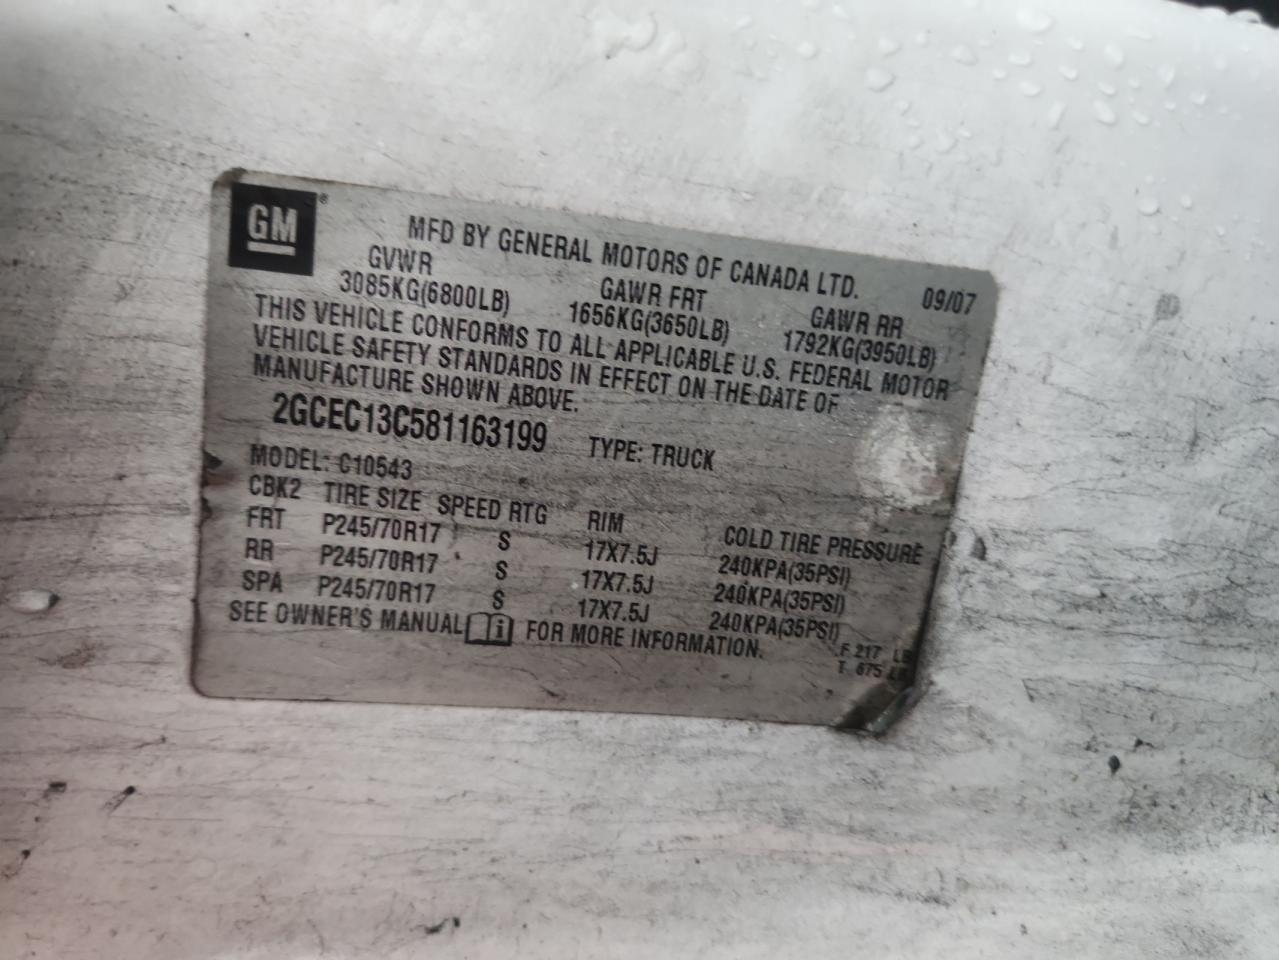 GM®
MFD BY GENERAL MOTORS OF CANADA LTD.
GVWR GAWR FRT GAWR RR 09/07
3085KG(6800LB) 1656KG(3650LB) 1792KG(3950LB)
THIS VEHICLE CONFORMS TO ALL APPLICABLE U.S. FEDERAL MOTOR
VEHICLE SAFETY STANDARDS IN EFFECT ON THE DATE OF
MANUFACTURE SHOWN ABOVE.
2GCEC13C581163199 TYPE: TRUCK
MODEL: C10543
CBK2 TIRE SIZE SPEED RTG RIM COLD TIRE PRESSURE
FRT P245/70R17 S 17X7.5J 240KPA(35PSI)
RR P245/70R17 S 17X7.5J 240KPA(35PSI)
SPA P245/70R17 S 17X7.5J 240KPA(35PSI)
SEE OWNER'S MANUAL i FOR MORE INFORMATION.
F 217 LB
T 675